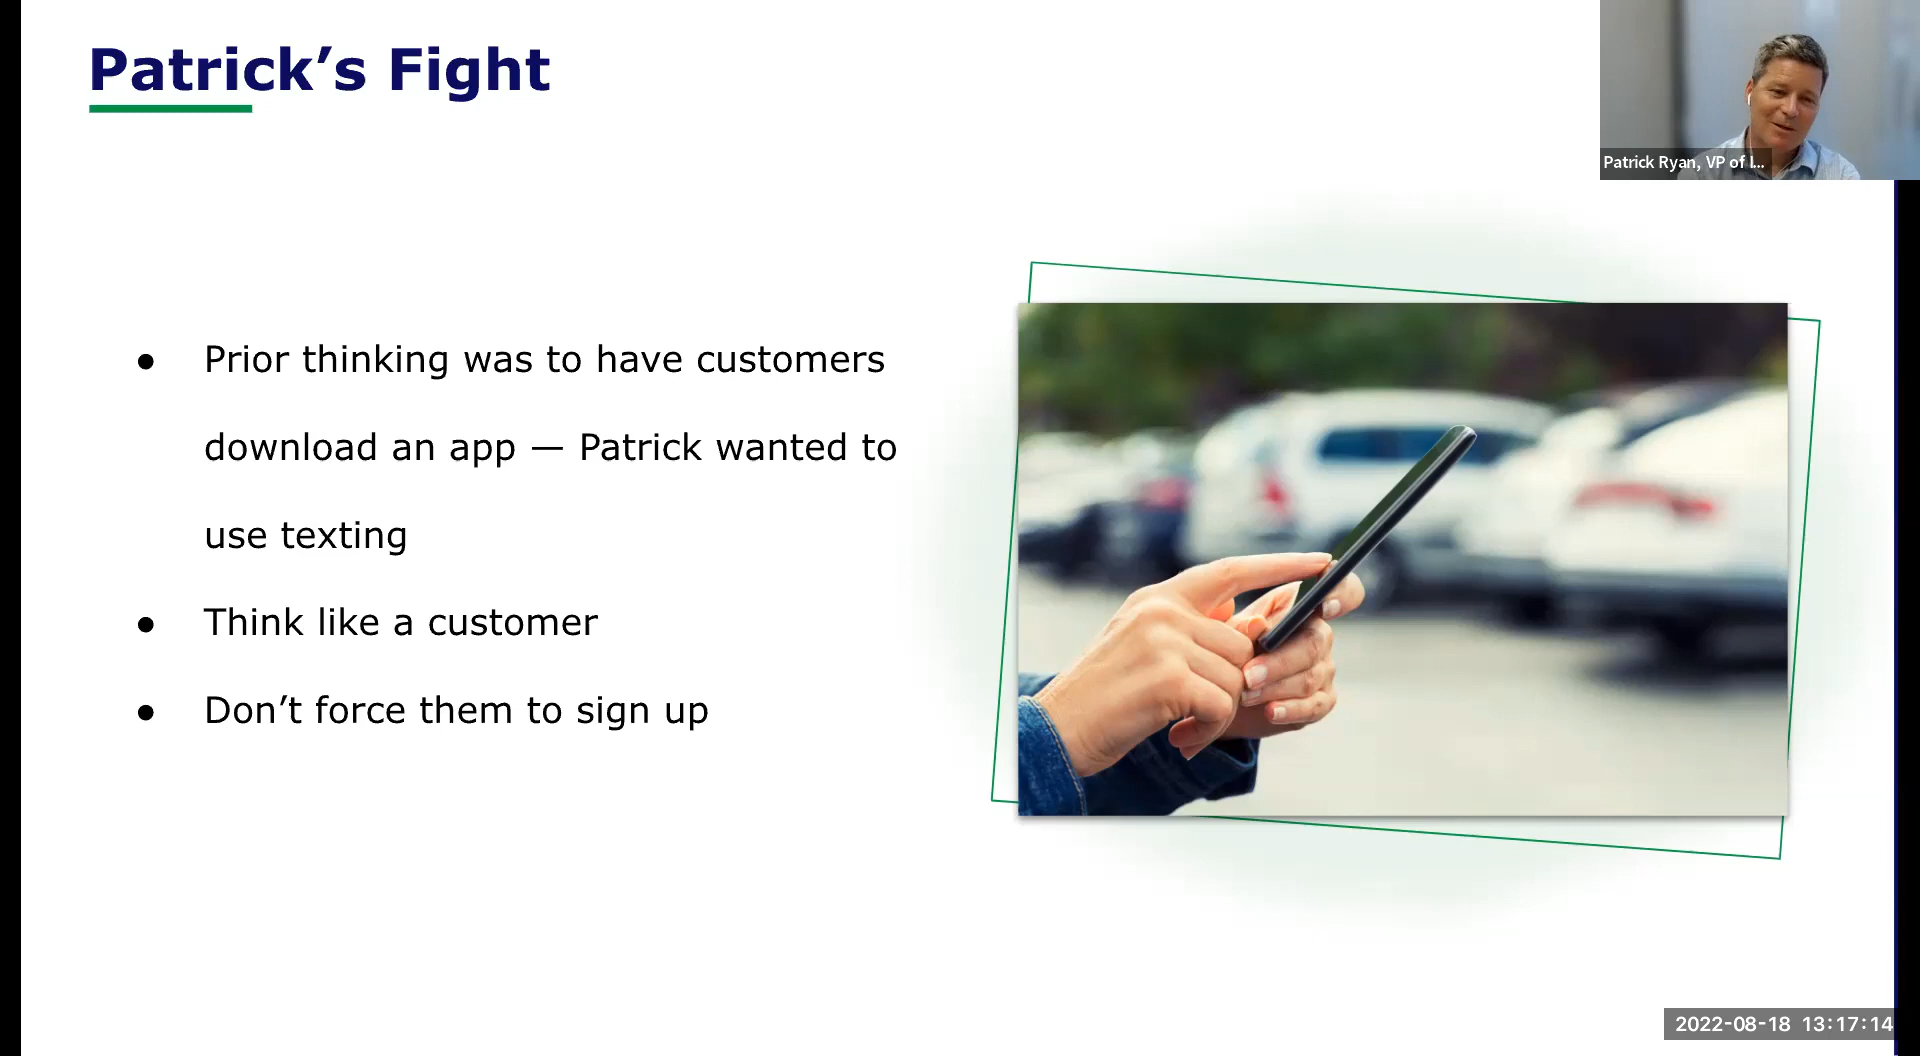 Patrick’s Fight
Patrick Ryan, VP of I...
● Prior thinking was to have customers
download an app — Patrick wanted to
use texting
● Think like a customer
● Don’t force them to sign up
2022-08-18 13:17:14